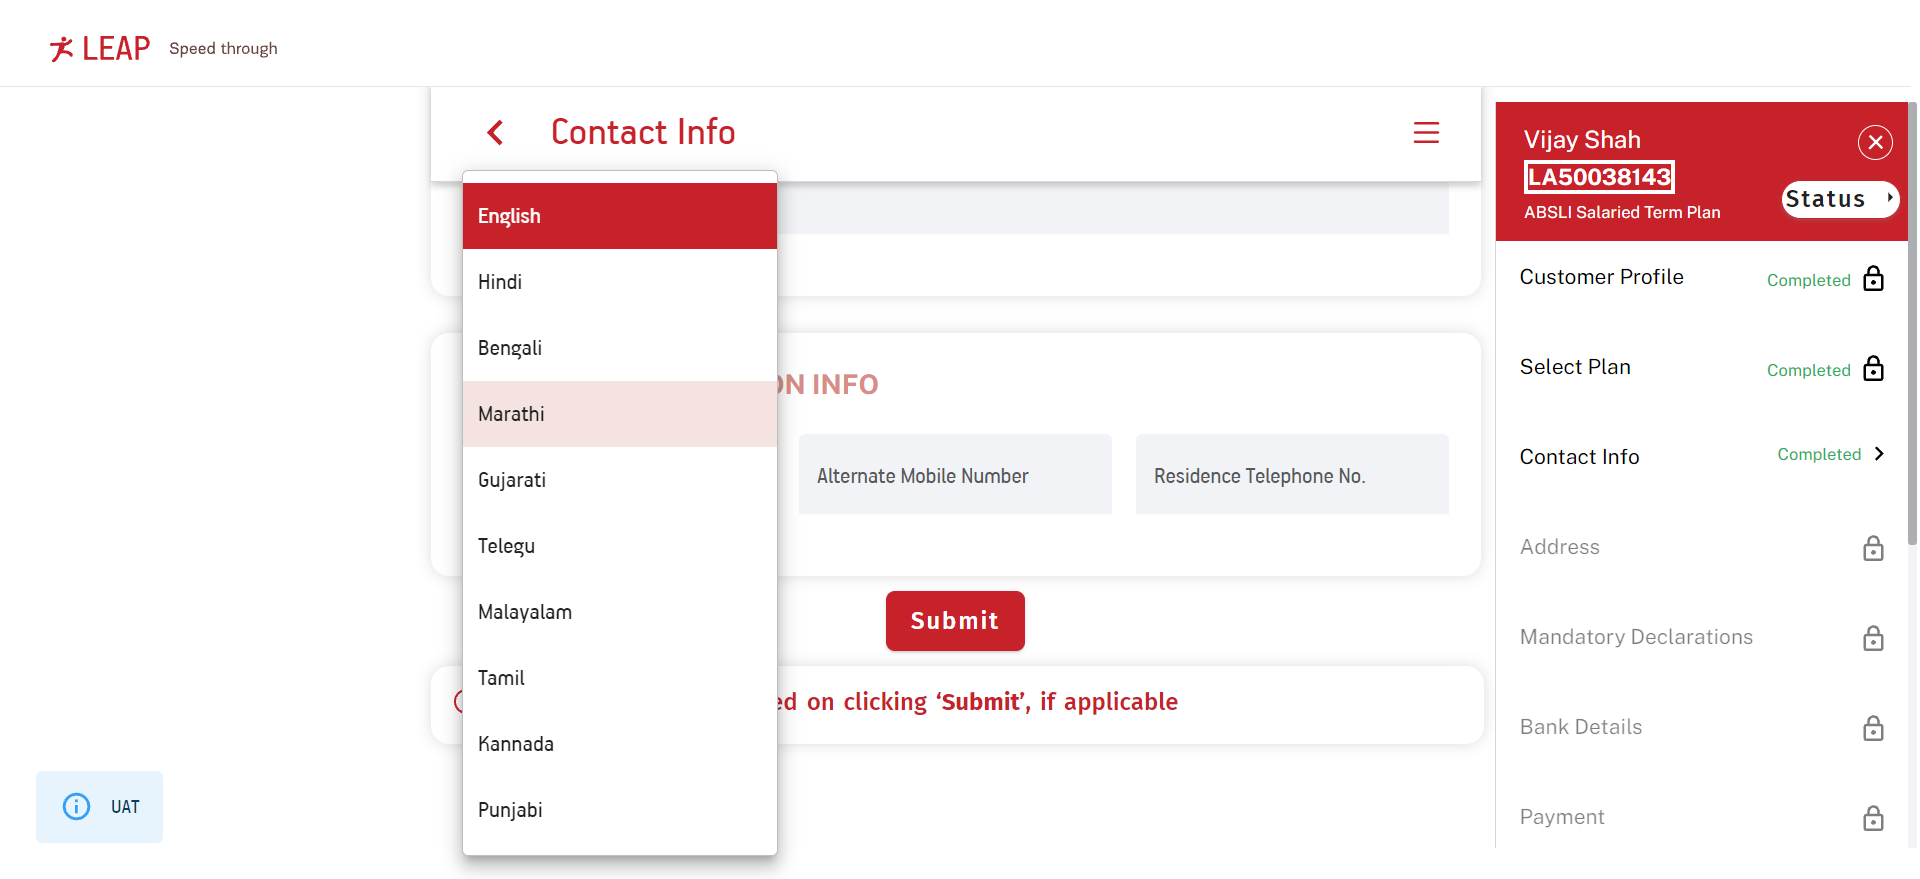 LEAP Speed through
Contact Info
English
Hindi
Bengali
Marathi
Gujarati
Telegu
Malayalam
Tamil
Kannada
Punjabi
INFO
Alternate Mobile Number
Residence Telephone No.
Submit
on clicking ‘Submit’, if applicable
UAT
Vijay Shah
LA50038143
ABSLI Salaried Term Plan
Status
Customer Profile Completed
Select Plan Completed
Contact Info Completed
Address
Mandatory Declarations
Bank Details
Payment